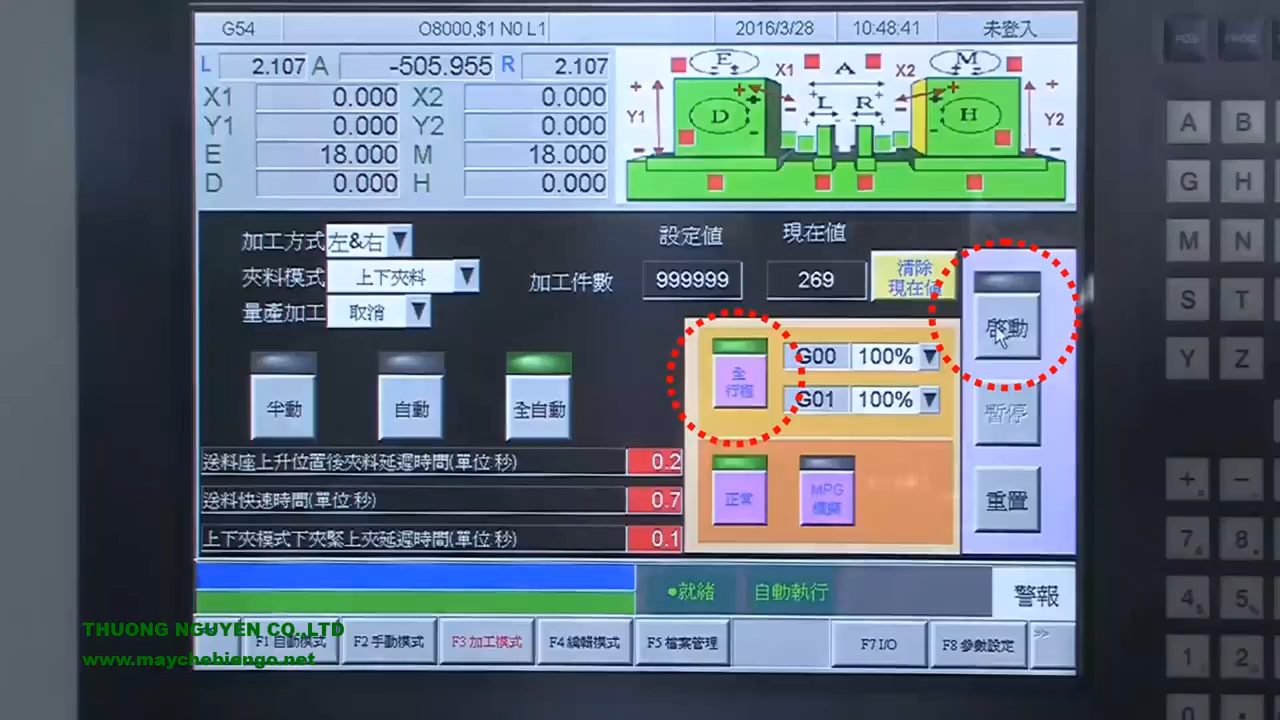 G54 O8000,$1 N0 L1 2016/3/28 10:48:41 未登入
L 2.107 A -505.955 R 2.107
X1 0.000 X2 0.000
Y1 0.000 Y2 0.000
E 18.000 M 18.000
D 0.000 H 0.000
E X1 A X2 M
Y1 D L R H Y2
加工方式 左&右
夾料模式 上下夾料
量產加工 取消
設定值 現在值
加工件數 999999 269
清除
現在值
啟動
全
行程
G00 100%
G01 100%
半動 自動 全自動
暫停
送料座上升位置後夾料延遲時間(單位:秒) 0.2
送料快速時間(單位:秒) 0.7
上下夾模式下夾緊上夾延遲時間(單位:秒) 0.1
正常
MPG
模擬
重置
●就緒 自動執行 警報
F1 自動模式 F2 手動模式 F3 加工模式 F4 編輯模式 F5 檔案管理 F7 I/O F8 參數設定 >>
THUONG NGUYEN CO.,LTD
www.maychebiengo.net
POS PROG
A B
G H
M N
S T
Y Z
+ -
7 8
4 5
1 2
0 .